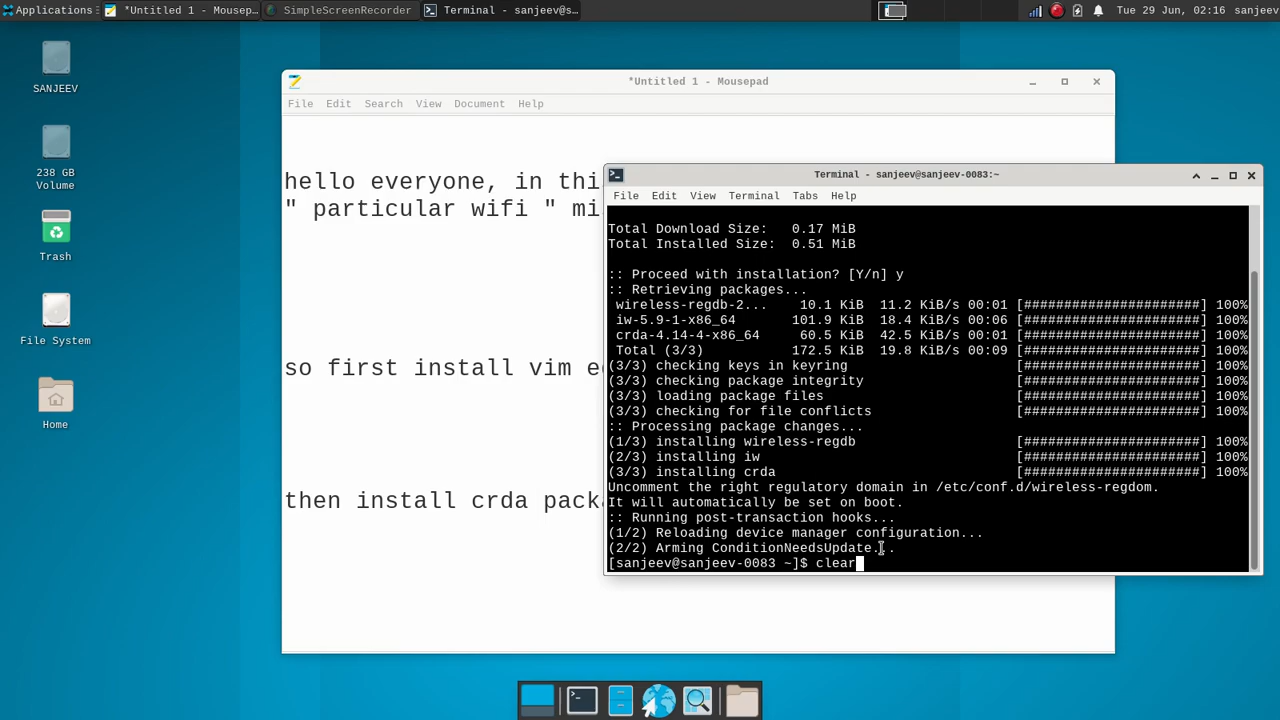 Applications
*Untitled 1 - Mousep...
SimpleScreenRecorder
Terminal - sanjeev@s...
Tue 29 Jun, 02:16
sanjeev
SANJEEV
238 GB
Volume
Trash
File System
Home
*Untitled 1 - Mousepad
File Edit Search View Document Help
hello everyone, in thi
" particular wifi " mi
so first install vim e
then install crda pack
Terminal - sanjeev@sanjeev-0083:~
File Edit View Terminal Tabs Help
Total Download Size:   0.17 MiB
Total Installed Size:  0.51 MiB
:: Proceed with installation? [Y/n] y
:: Retrieving packages...
wireless-regdb-2...    10.1 KiB  11.2 KiB/s 00:01 [#######################] 100%
iw-5.9-1-x86_64       101.9 KiB  18.4 KiB/s 00:06 [#######################] 100%
crda-4.14-4-x86_64     60.5 KiB  42.5 KiB/s 00:01 [#######################] 100%
Total (3/3)           172.5 KiB  19.8 KiB/s 00:09 [#######################] 100%
(3/3) checking keys in keyring                     [#######################] 100%
(3/3) checking package integrity                   [#######################] 100%
(3/3) loading package files                        [#######################] 100%
(3/3) checking for file conflicts                  [#######################] 100%
:: Processing package changes...
(1/3) installing wireless-regdb                    [#######################] 100%
(2/3) installing iw                                [#######################] 100%
(3/3) installing crda                              [#######################] 100%
Uncomment the right regulatory domain in /etc/conf.d/wireless-regdom.
It will automatically be set on boot.
:: Running post-transaction hooks...
(1/2) Reloading device manager configuration...
(2/2) Arming ConditionNeedsUpdate...
[sanjeev@sanjeev-0083 ~]$ clear